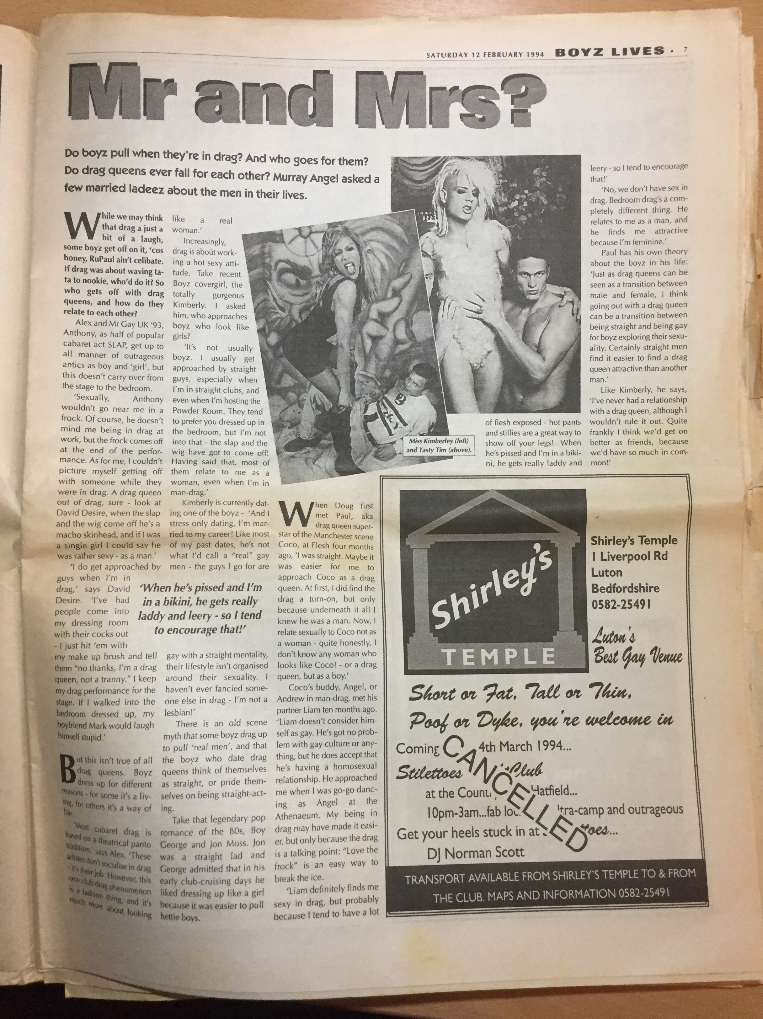 SATURDAY 12 FEBRUARY 1994 BOYZ LIVES • 7
Mr and Mrs?
Do boyz pull when they're in drag? And who goes for them?
Do drag queens ever fall for each other? Murray Angel asked a
few married ladeez about the men in their lives.
While we may think
that drag a just a
bit of a laugh,
some boyz get off on it, 'cos
honey, RuPaul ain't celibate.
If drag was about waving ta-
ta to nookie, who'd do it? So
who gets off with drag
queens, and how do they
relate to each other?
Alex and Mr Gay UK '93,
Anthony, as half of popular
cabaret act SLAP, get up to
all manner of outrageous
antics as boy and 'girl', but
this doesn't carry over from
the stage to the bedroom.
'Sexually, Anthony
wouldn't go near me in a
frock. Of course, he doesn't
mind me being in drag at
work, but the frock comes off
at the end of the perfor-
mance. As for me, I couldn't
picture myself getting off
with someone while they
were in drag. A drag queen
out of drag, sure - look at
David Desire, when the slap
and the wig come off he's a
macho skinhead, and if I was
a single girl I could say he
was rather sexy - as a man.'
'I do get approached by
guys when I'm in
drag,' says David
Desire. 'I've had
people come into
my dressing room
with their cocks out
- I just hit 'em with
my make up brush and tell
them "no thanks, I'm a drag
queen, not a tranny." I keep
my drag performance for the
stage. If I walked into the
bedroom dressed up, my
boyfriend Mark would laugh
himself stupid.'
But this isn't true of all
drag queens. Boyz
dress up for different
reasons - for some it's a liv-
ing, for others it's a way of
life.
'Most cabaret drag is
based on a theatrical panto
tradition,' says Alex. 'These
artistes don't socialise in drag
- it's their job. However, this
new club drag phenomenon
is a fashion thing, and it's
much more about looking
like a real
woman.'
Increasingly,
drag is about work-
ing a hot sexy atti-
tude. Take recent
Boyz covergirl, the
totally gorgeous
Kimberly. I asked
him, who approaches
boyz who look like
girls?
'It's not usually
boyz. I usually get
approached by straight
guys, especially when
I'm in straight clubs, and
even when I'm hosting the
Powder Room. They tend
to prefer you dressed up in
the bedroom, but I'm not
into that - the slap and the
wig have got to come off!
Having said that, most of
them relate to me as a
woman, even when I'm in
man-drag.'
Kimberly is currently dat-
ing one of the boyz - 'And I
stress only dating, I'm mar-
ried to my career! Like most
of my past dates, he's not
what I'd call a "real" gay
men - the guys I go for are
'When he's pissed and I'm
in a bikini, he gets really
laddy and leery - so I tend
to encourage that!'
gay with a straight mentality,
their lifestyle isn't organised
around their sexuality. I
haven't ever fancied some-
one else in drag - I'm not a
lesbian!'
There is an old scene
myth that some boyz drag up
to pull 'real men', and that
the boyz who date drag
queens think of themselves
as straight, or pride them-
selves on being straight-act-
ing.
Take that legendary pop
romance of the 80s, Boy
George and Jon Moss. Jon
was a straight lad and
George admitted that in his
early club-cruising days he
liked dressing up like a girl
because it was easier to pull
hettie boys.
Miss Kimberley (left)
and Tasty Tim (above).
When Doug first
met Paul, aka
drag queen super-
star of the Manchester scene
Coco, at Flesh four months
ago, 'I was straight. Maybe it
was easier for me to
approach Coco as a drag
queen. At first, I did find the
drag a turn-on, but only
because underneath it all I
knew he was a man. Now, I
relate sexually to Coco not as
a woman - quite honestly, I
don't know any woman who
looks like Coco! - or a drag
queen, but as a boy.'
Coco's buddy, Angel, or
Andrew in man-drag, met his
partner Liam ten months ago.
'Liam doesn't consider him-
self as gay. He's got no prob-
lem with gay culture or any-
thing, but he does accept that
he's having a homosexual
relationship. He approached
me when I was go-go danc-
ing as Angel at the
Athenaeum. My being in
drag may have made it easi-
er, but only because the drag
is a talking point: "Love the
frock" is an easy way to
break the ice.
'Liam definitely finds me
sexy in drag, but probably
because I tend to have a lot
of flesh exposed - hot pants
and stillies are a great way to
show off your legs! When
he's pissed and I'm in a biki-
ni, he gets really laddy and
leery - so I tend to encourage
that!'
'No, we don't have sex in
drag. Bedroom drag's a com-
pletely different thing. He
relates to me as a man, and
he finds me attractive
because I'm feminine.'
Paul has his own theory
about the boyz in his life:
'Just as drag queens can be
seen as a transition between
male and female, I think
going out with a drag queen
can be a transition between
being straight and being gay
for boyz exploring their sexu-
ality. Certainly straight men
find it easier to find a drag
queen attractive than another
man.'
Like Kimberly, he says,
'I've never had a relationship
with a drag queen, although I
wouldn't rule it out. Quite
frankly I think we'd get on
better as friends, because
we'd have so much in com-
mon!'
Shirley's
TEMPLE
Shirley's Temple
1 Liverpool Rd
Luton
Bedfordshire
0582-25491
Luton's
Best Gay Venue
Short or Fat, Tall or Thin,
Poof or Dyke, you're welcome in
Coming 4th March 1994...
Stilettoes Club
at the Count Hatfield...
10pm-3am...fab tra-camp and outrageous
Get your heels stuck in at oes...
DJ Norman Scott
CANCELLED
TRANSPORT AVAILABLE FROM SHIRLEY'S TEMPLE TO & FROM
THE CLUB. MAPS AND INFORMATION 0582-25491